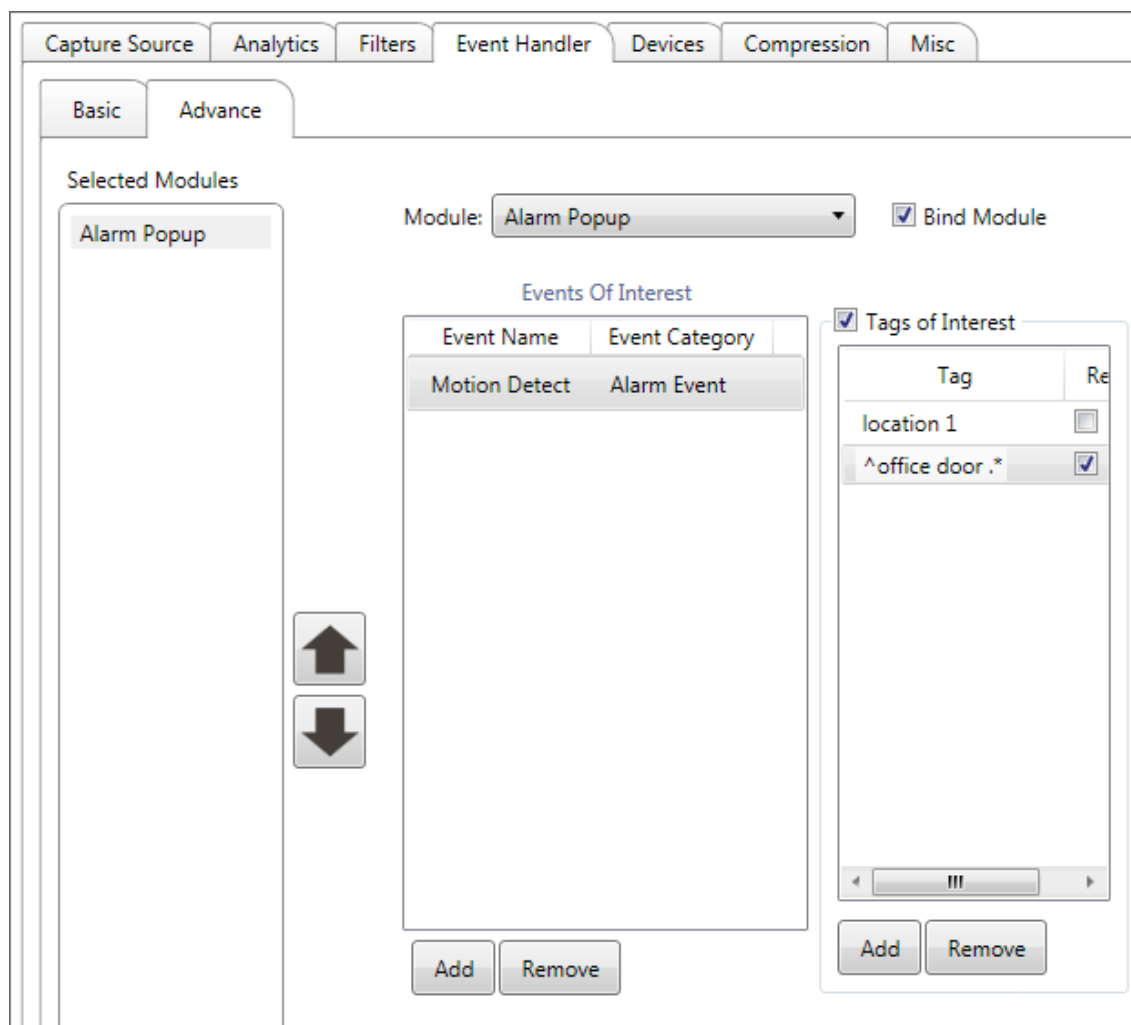 Capture Source Analytics Filters Event Handler Devices Compression Misc
Basic Advance
Selected Modules
Alarm Popup
Module: Alarm Popup Bind Module
Events Of Interest
Event Name Event Category
Motion Detect Alarm Event
Add Remove
Tags of Interest
Tag Re
location 1
^office door .*
Add Remove